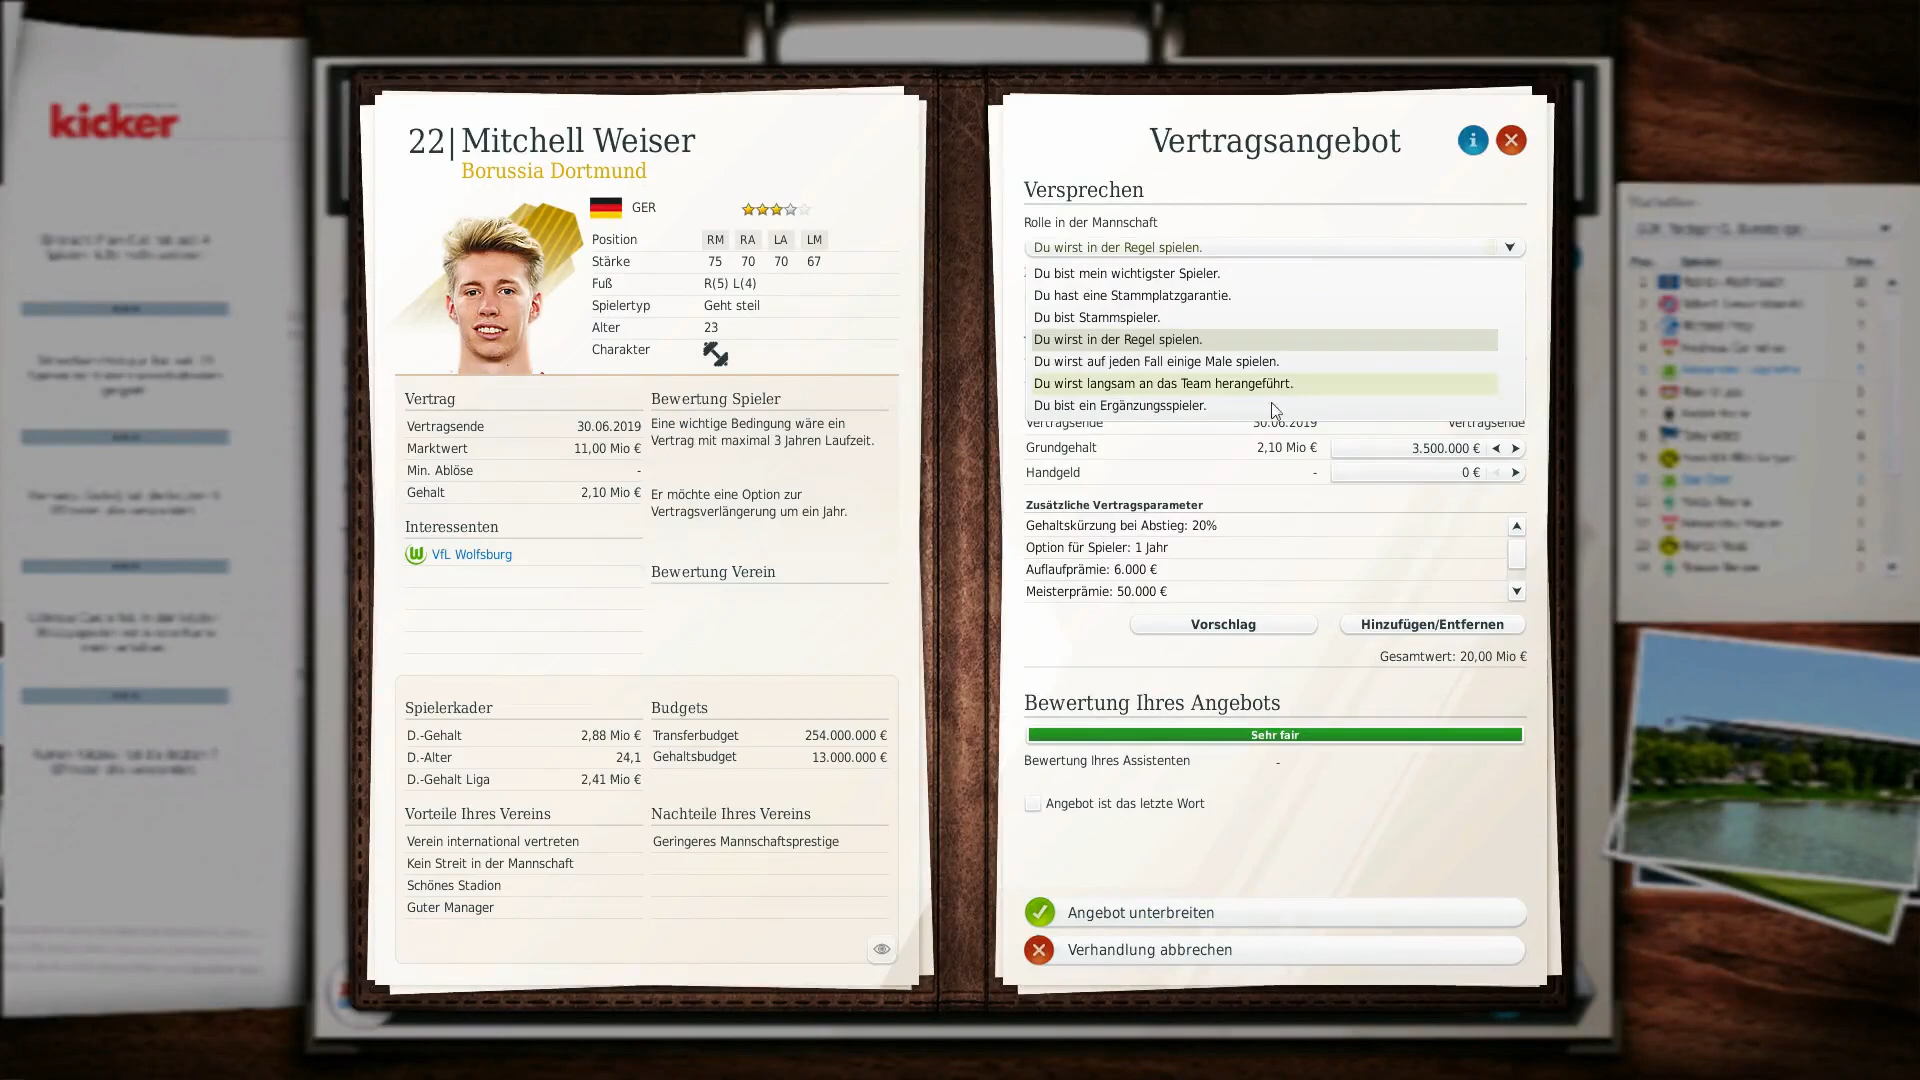 kicker
22| Mitchell Weiser
Borussia Dortmund
GER
Position RM RA LA LM
Stärke 75 70 70 67
Fuß R(5) L(4)
Spielertyp Geht steil
Alter 23
Charakter
Vertrag
Vertragsende 30.06.2019
Marktwert 11,00 Mio €
Min. Ablöse -
Gehalt 2,10 Mio €
Interessenten
VfL Wolfsburg
Bewertung Spieler
Eine wichtige Bedingung wäre ein
Vertrag mit maximal 3 Jahren Laufzeit.
Er möchte eine Option zur
Vertragsverlängerung um ein Jahr.
Bewertung Verein
Spielerkader
D.-Gehalt 2,88 Mio €
D.-Alter 24,1
D.-Gehalt Liga 2,41 Mio €
Budgets
Transferbudget 254.000.000 €
Gehaltsbudget 13.000.000 €
Vorteile Ihres Vereins
Verein international vertreten
Kein Streit in der Mannschaft
Schönes Stadion
Guter Manager
Nachteile Ihres Vereins
Geringeres Mannschaftsprestige
Vertragsangebot
Versprechen
Rolle in der Mannschaft
Du wirst in der Regel spielen.
Du bist mein wichtigster Spieler.
Du hast eine Stammplatzgarantie.
Du bist Stammspieler.
Du wirst in der Regel spielen.
Du wirst auf jeden Fall einige Male spielen.
Du wirst langsam an das Team herangeführt.
Du bist ein Ergänzungsspieler.
Vertragsende 30.06.2019 Vertragsende
Grundgehalt 2,10 Mio € 3.500.000 €
Handgeld - 0 €
Zusätzliche Vertragsparameter
Gehaltskürzung bei Abstieg: 20%
Option für Spieler: 1 Jahr
Auflaufprämie: 6.000 €
Meisterprämie: 50.000 €
Vorschlag Hinzufügen/Entfernen
Gesamtwert: 20,00 Mio €
Bewertung Ihres Angebots
Sehr fair
Bewertung Ihres Assistenten -
Angebot ist das letzte Wort
Angebot unterbreiten
Verhandlung abbrechen